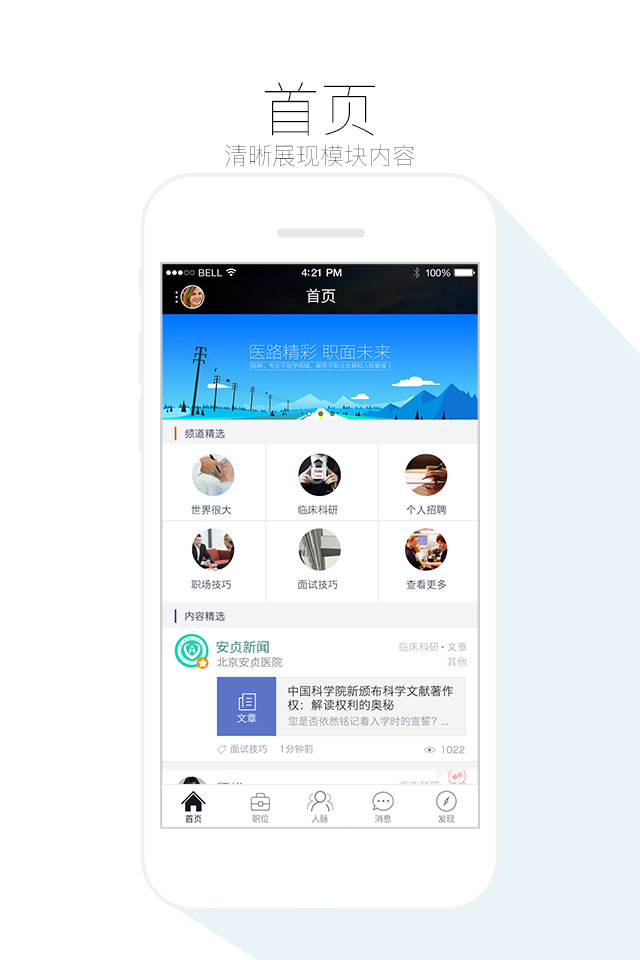 首页
清晰展现模块内容
BELL
4:21 PM
100%
首页
医路精彩 职面未来
频道精选
世界很大
临床科研
个人招聘
职场技巧
面试技巧
查看更多
内容精选
安贞新闻
临床科研•文章
北京安贞医院
其他
文章
中国科学院新颁布科学文献著作
权：解读权利的奥秘
您是否依然铭记着入学时的宣誓？...
面试技巧
1分钟前
1022
首页
职位
人脉
消息
发现